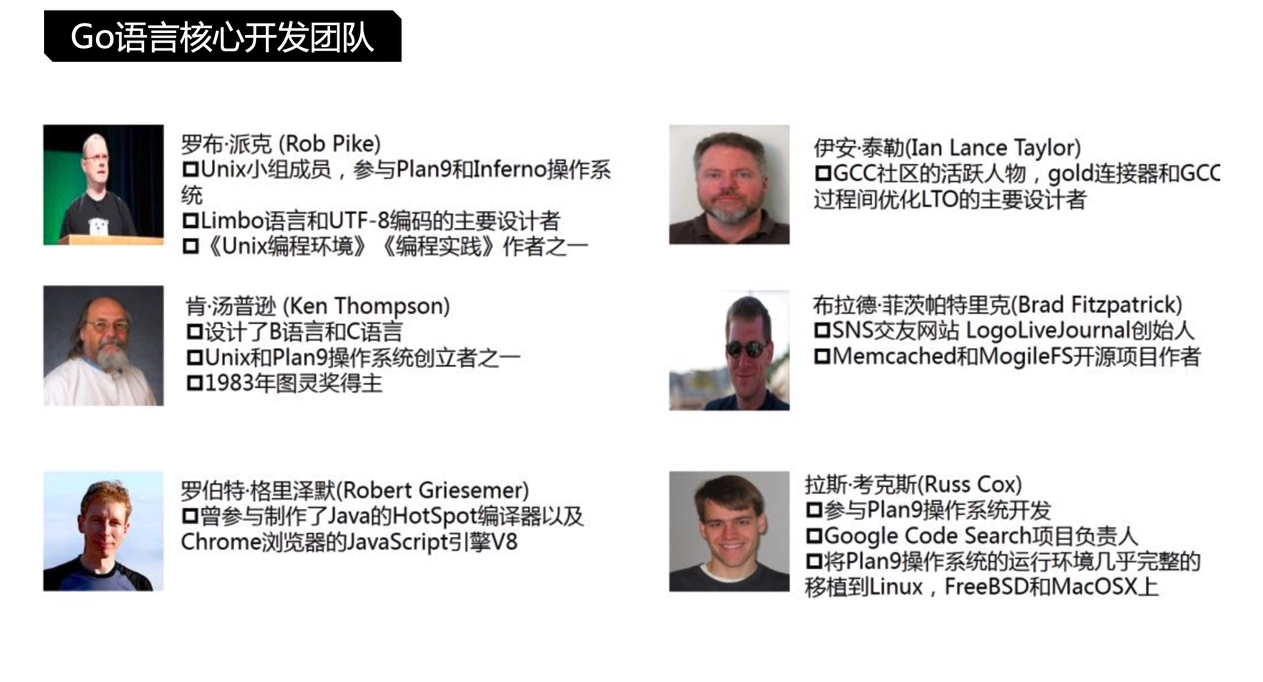 Go语言核心开发团队
罗布·派克 (Rob Pike)
◘Unix小组成员，参与Plan9和Inferno操作系
统
◘Limbo语言和UTF-8编码的主要设计者
◘《Unix编程环境》《编程实践》作者之一
肯·汤普逊 (Ken Thompson)
◘设计了B语言和C语言
◘Unix和Plan9操作系统创立者之一
◘1983年图灵奖得主
罗伯特·格里泽默(Robert Griesemer)
◘曾参与制作了Java的HotSpot编译器以及
Chrome浏览器的JavaScript引擎V8
伊安·泰勒(Ian Lance Taylor)
◘GCC社区的活跃人物，gold连接器和GCC
过程间优化LTO的主要设计者
布拉德·菲茨帕特里克(Brad Fitzpatrick)
◘SNS交友网站 LogoLiveJournal创始人
◘Memcached和MogileFS开源项目作者
拉斯·考克斯(Russ Cox)
◘参与Plan9操作系统开发
◘Google Code Search项目负责人
◘将Plan9操作系统的运行环境几乎完整的
移植到Linux，FreeBSD和MacOSX上